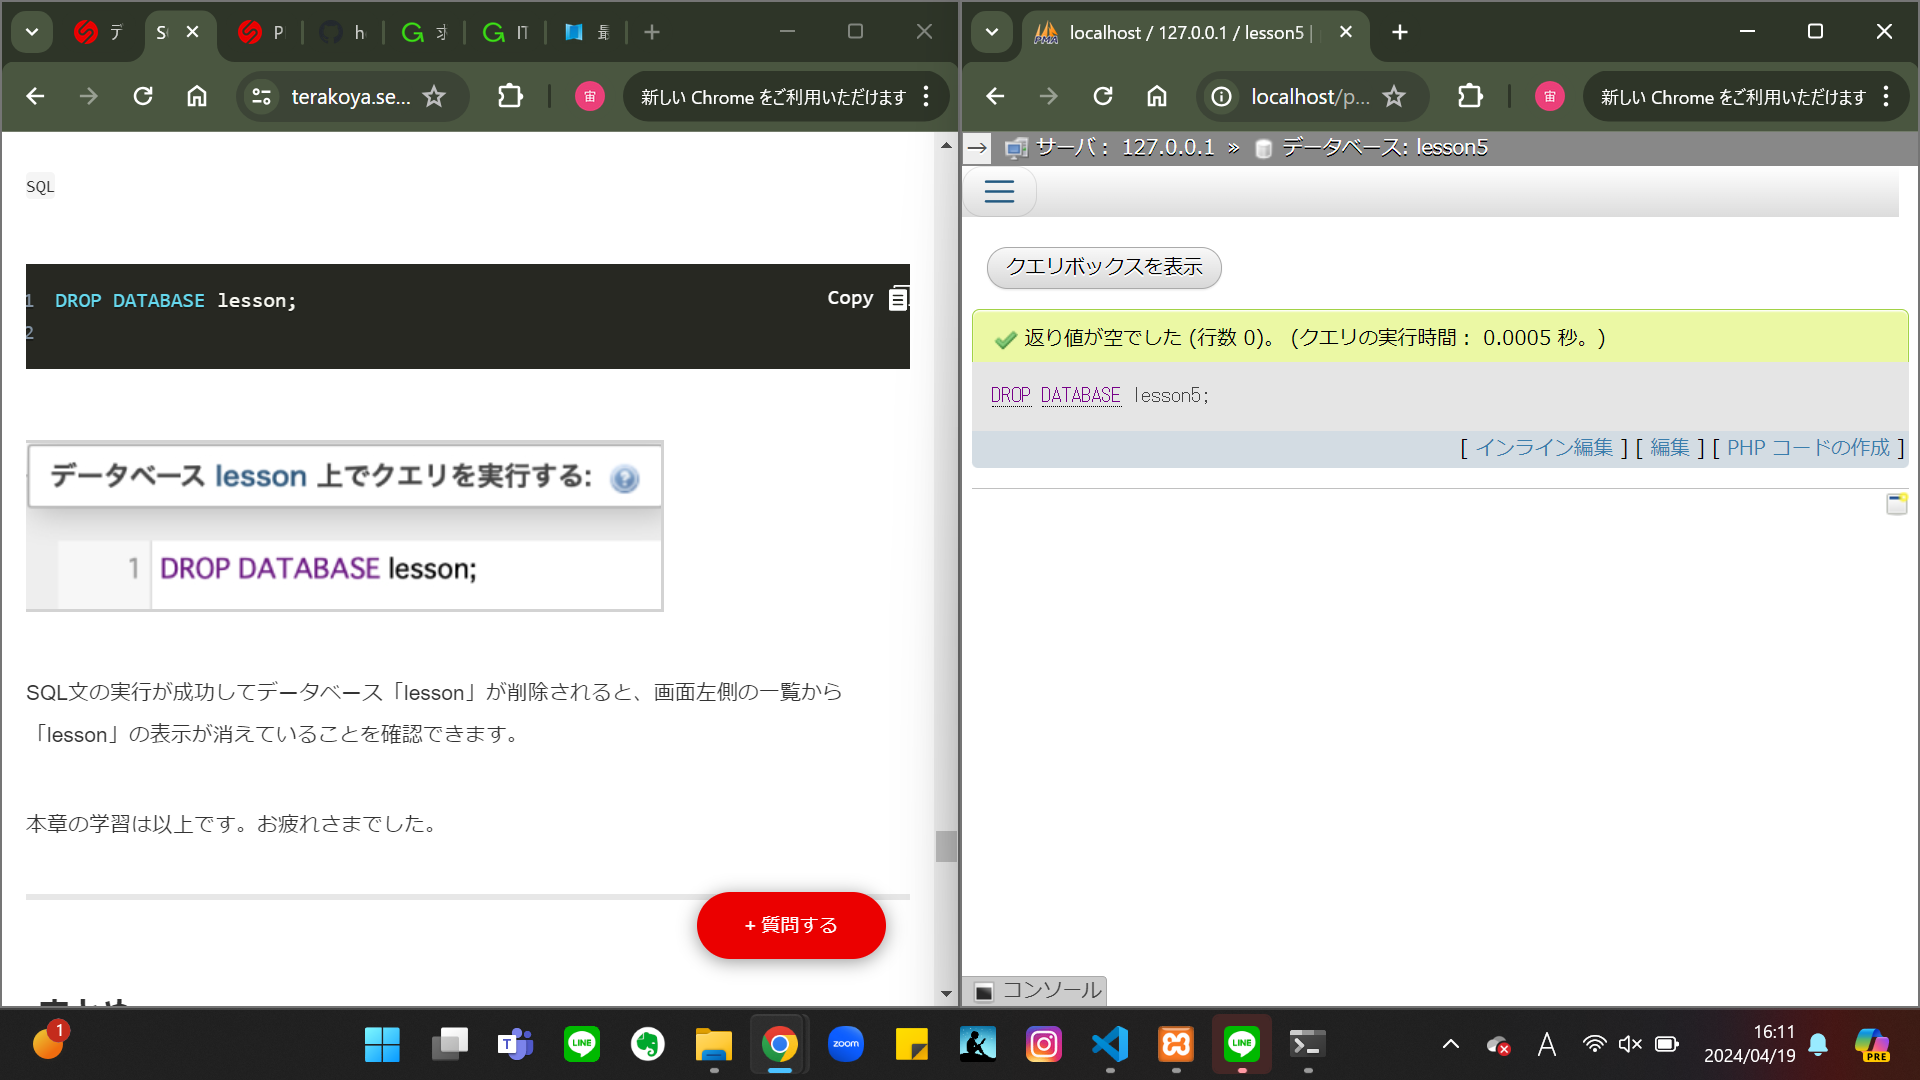 terakoya.se...
新しい Chrome をご利用いただけます
SQL
1 DROP DATABASE lesson;
Copy
2
データベース lesson 上でクエリを実行する:
1 DROP DATABASE lesson;
SQL文の実行が成功してデータベース「lesson」が削除されると、画面左側の一覧から
「lesson」の表示が消えていることを確認できます。
本章の学習は以上です。お疲れさまでした。
+ 質問する
localhost / 127.0.0.1 / lesson5 |
localhost/p...
宙
新しい Chrome をご利用いただけます
サーバ: 127.0.0.1 » データベース: lesson5
クエリボックスを表示
返り値が空でした (行数 0)。 (クエリの実行時間: 0.0005 秒。)
DROP DATABASE lesson5;
[ インライン編集 ] [ 編集 ] [ PHP コードの作成 ]
コンソール
1
LINE
zoom
LINE
A
16:11
2024/04/19
PRE